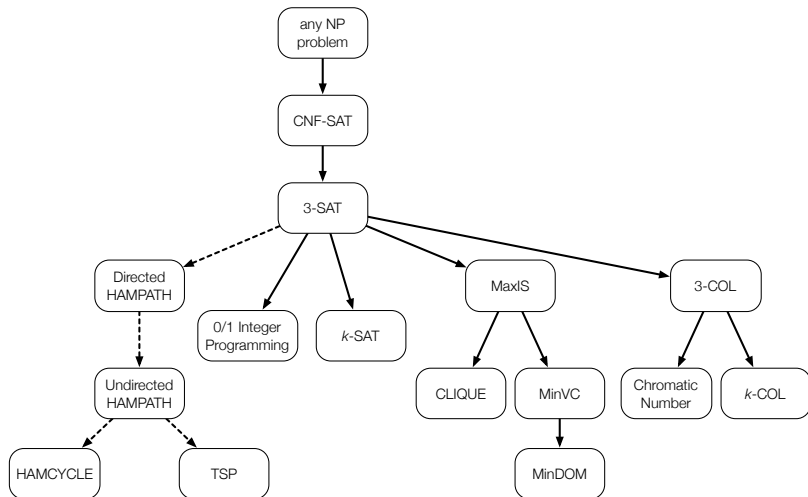 any NP
problem
CNF-SAT
3-SAT
Directed
HAMPATH
MaxIS
3-COL
0/1 Integer
Programming
k-SAT
Undirected
HAMPATH
CLIQUE
MinVC
Chromatic
Number
k-COL
HAMCYCLE
TSP
MinDOM